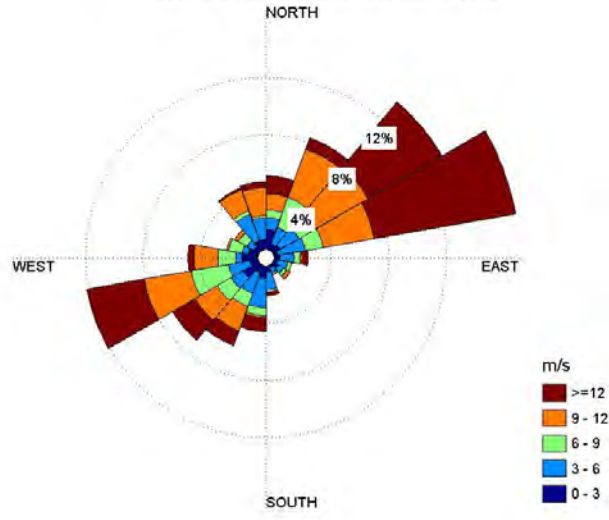 NORTH
12%
8%
4%
WEST
EAST
m/s
>=12
9 - 12
6 - 9
3 - 6
0 - 3
SOUTH